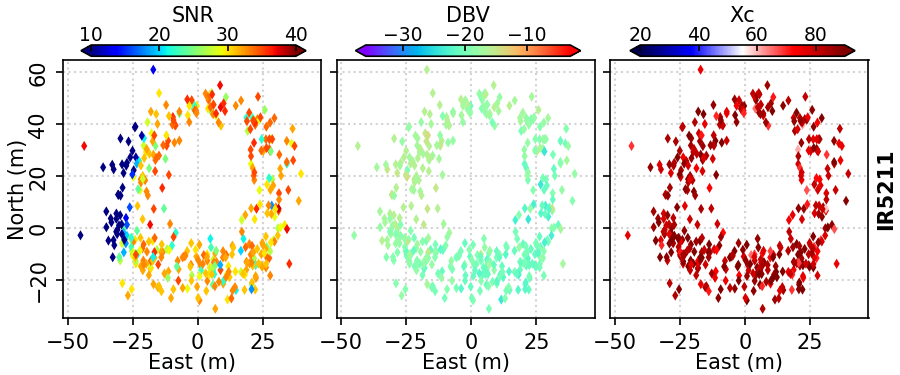 SNR DBV Xc
10 20 30 40 −30 −20 −10 20 40 60 80
60
40
20
0
−20
North (m)
IR5211
−50 −25 0 25 −50 −25 0 25 −50 −25 0 25
East (m) East (m) East (m)